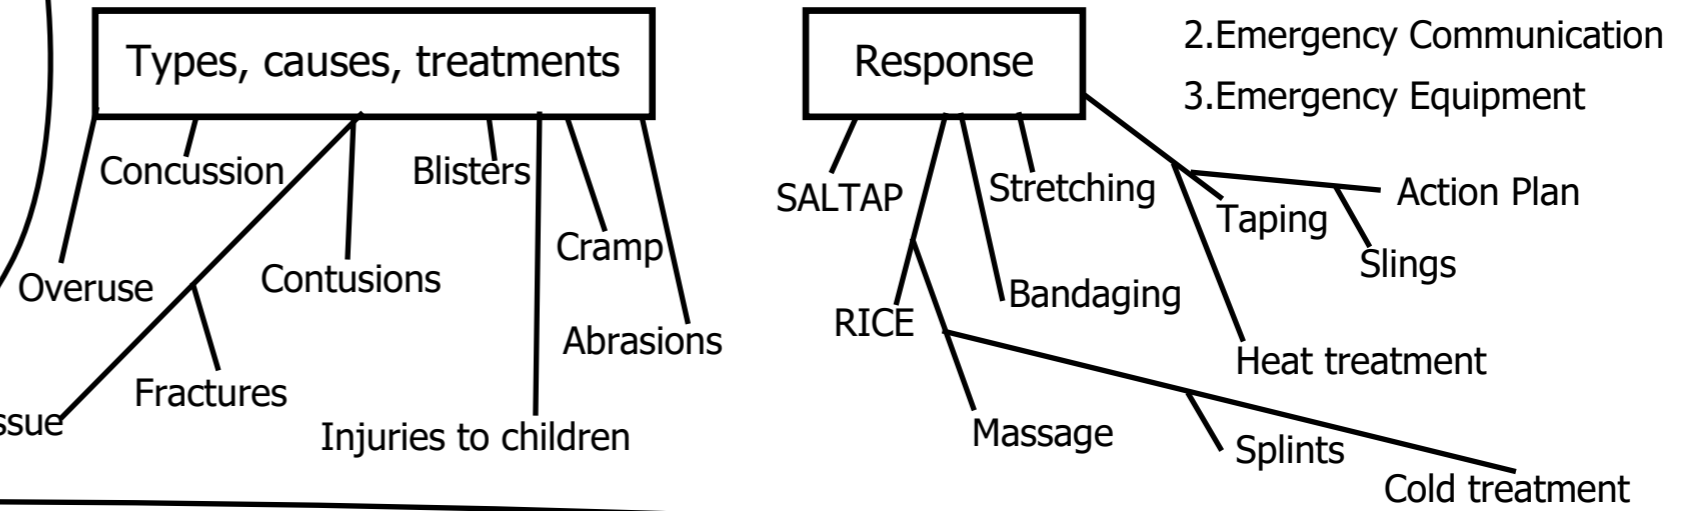 Types, causes, treatments
Concussion
Blisters
Overuse
Contusions
Cramp
Abrasions
Fractures
Injuries to children
Response
2.Emergency Communication
3.Emergency Equipment
SALTAP
Stretching
Taping
Action Plan
Slings
RICE
Bandaging
Heat treatment
Massage
Splints
Cold treatment